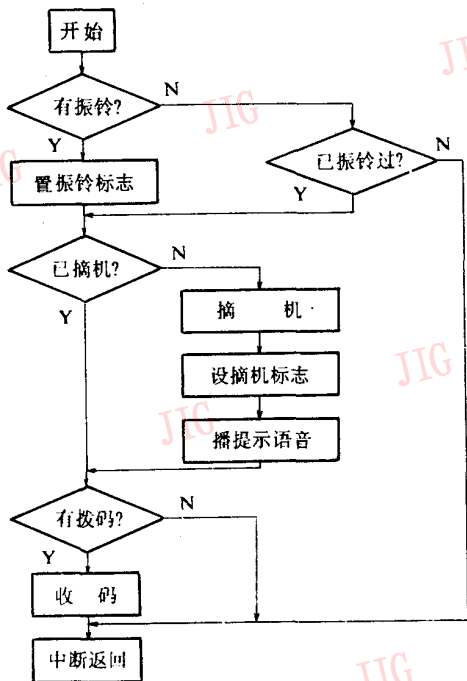 开始
有振铃?
N
JIG
JIG
Y
已振铃过?
N
JIG
置振铃标志
Y
已摘机?
N
Y
摘 机
设摘机标志
JIG
JIG
播提示语音
有拨码?
N
Y
收 码
中断返回
JIG